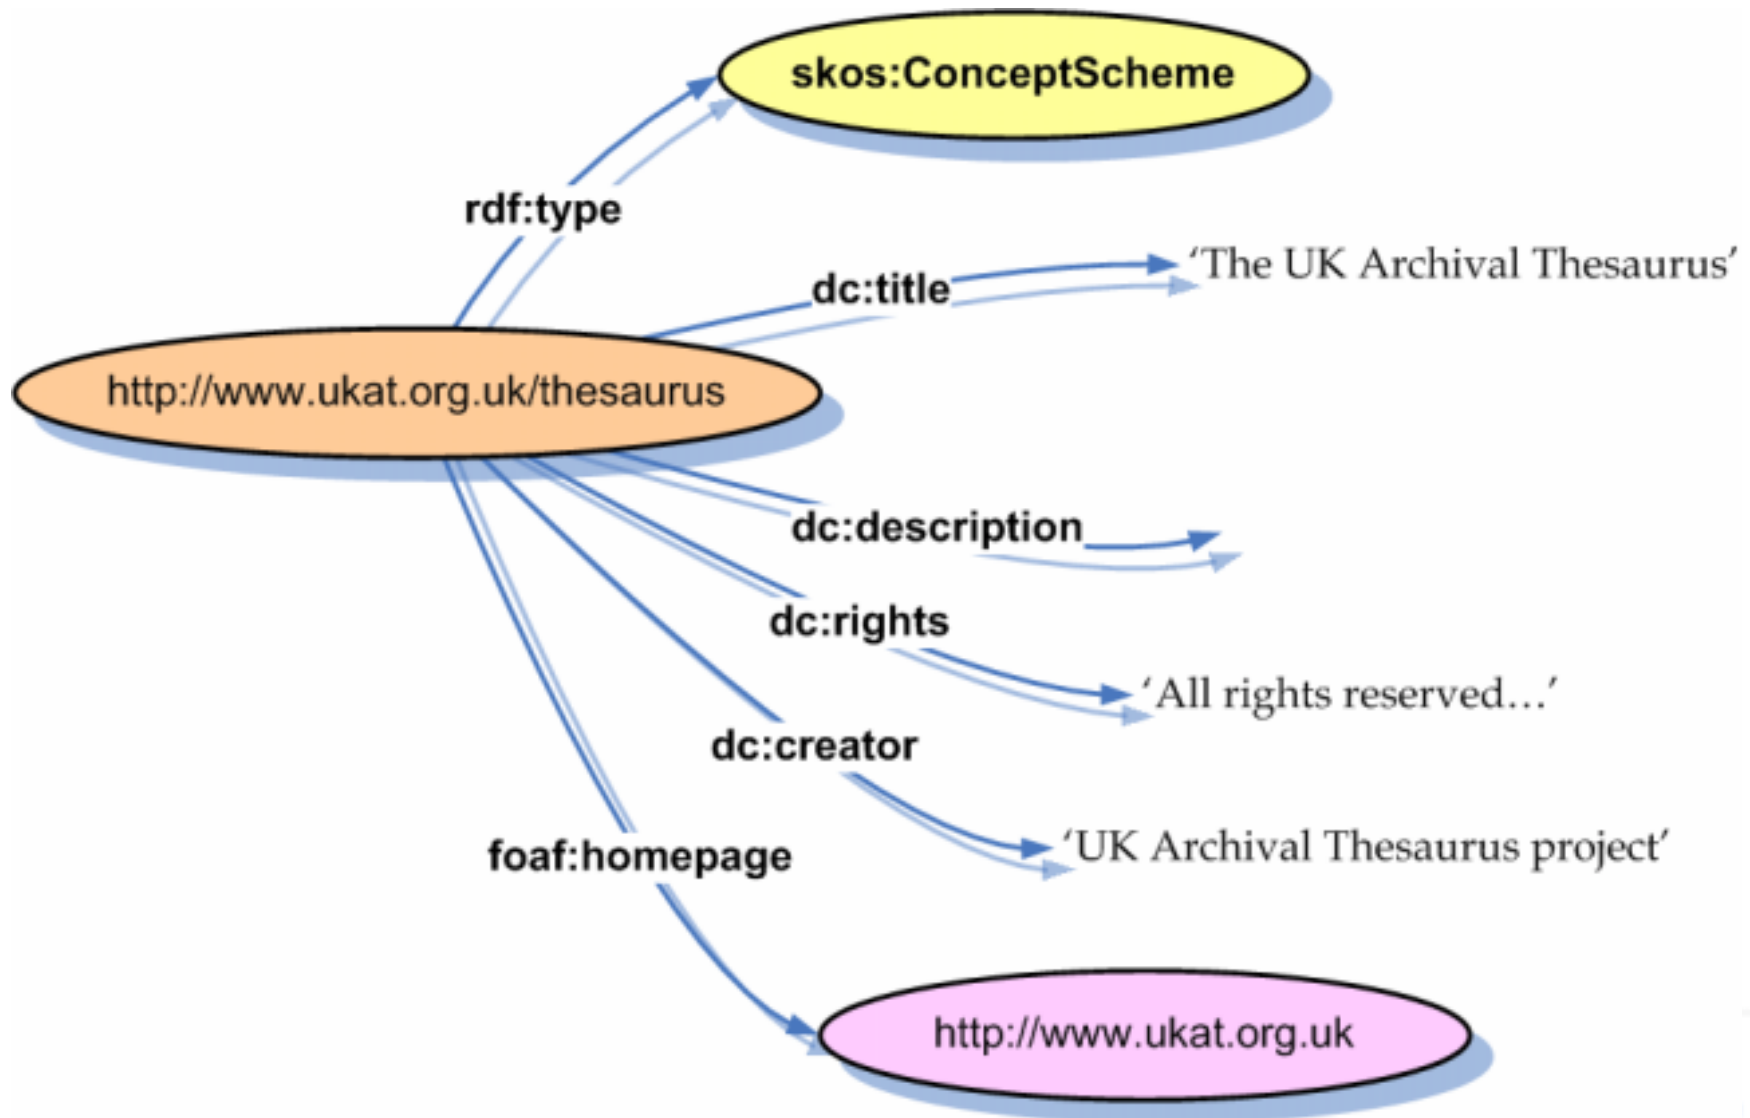 skos:ConceptScheme
rdf:type
dc:title
‘The UK Archival Thesaurus’
http://www.ukat.org.uk/thesaurus
dc:description
dc:rights
‘All rights reserved…’
dc:creator
‘UK Archival Thesaurus project’
foaf:homepage
http://www.ukat.org.uk